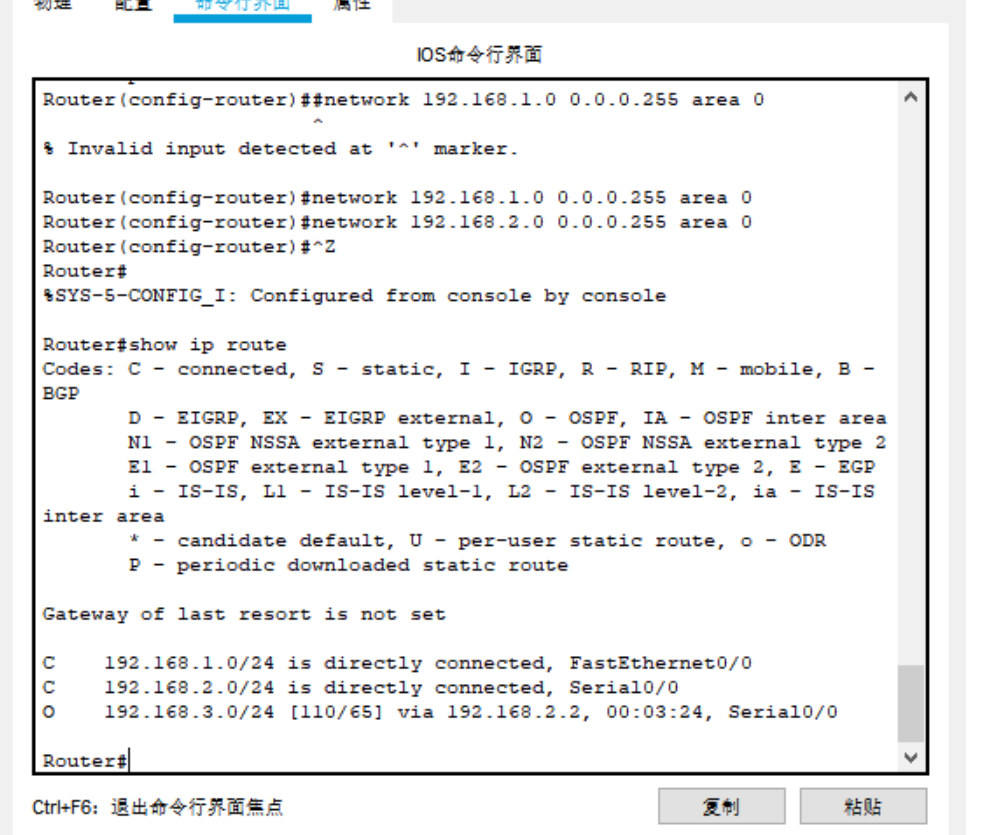 物理 配置 命令行界面 属性
IOS命令行界面
Router(config-router)##network 192.168.1.0 0.0.0.255 area 0
^
% Invalid input detected at '^' marker.
Router(config-router)#network 192.168.1.0 0.0.0.255 area 0
Router(config-router)#network 192.168.2.0 0.0.0.255 area 0
Router(config-router)#^Z
Router#
%SYS-5-CONFIG_I: Configured from console by console
Router#show ip route
Codes: C - connected, S - static, I - IGRP, R - RIP, M - mobile, B -
BGP
D - EIGRP, EX - EIGRP external, O - OSPF, IA - OSPF inter area
N1 - OSPF NSSA external type 1, N2 - OSPF NSSA external type 2
E1 - OSPF external type 1, E2 - OSPF external type 2, E - EGP
i - IS-IS, L1 - IS-IS level-1, L2 - IS-IS level-2, ia - IS-IS
inter area
* - candidate default, U - per-user static route, o - ODR
P - periodic downloaded static route
Gateway of last resort is not set
C 192.168.1.0/24 is directly connected, FastEthernet0/0
C 192.168.2.0/24 is directly connected, Serial0/0
O 192.168.3.0/24 [110/65] via 192.168.2.2, 00:03:24, Serial0/0
Router#
Ctrl+F6: 退出命令行界面焦点 复制 粘贴